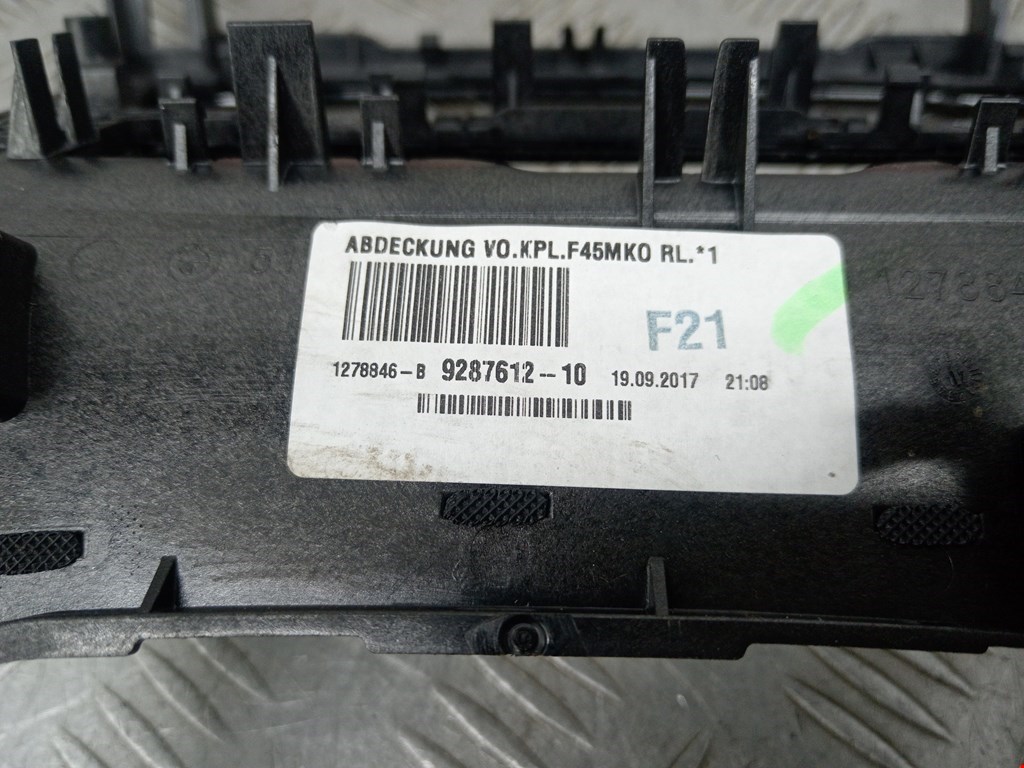 ABDECKUNG VO.KPL.F45MKO RL.*1
F21
1278846-B 9287612--10 19.09.2017 21:08